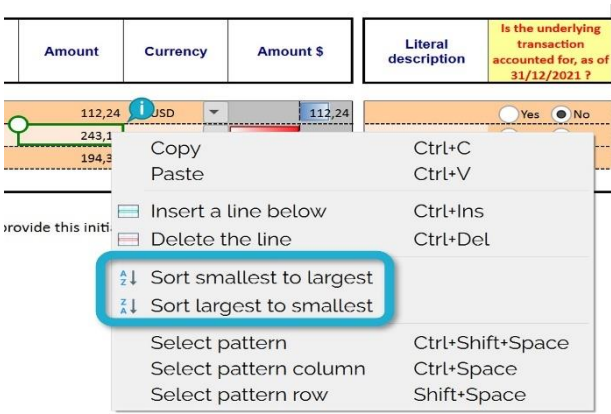 Amount Currency Amount $ Literal description Is the underlying transaction accounted for, as of 31/12/2021 ?
112,24 USD 112,24 Yes No
243,1
194,3
provide this initi
Copy Ctrl+C
Paste Ctrl+V
Insert a line below Ctrl+Ins
Delete the line Ctrl+Del
Sort smallest to largest
Sort largest to smallest
Select pattern Ctrl+Shift+Space
Select pattern column Ctrl+Space
Select pattern row Shift+Space